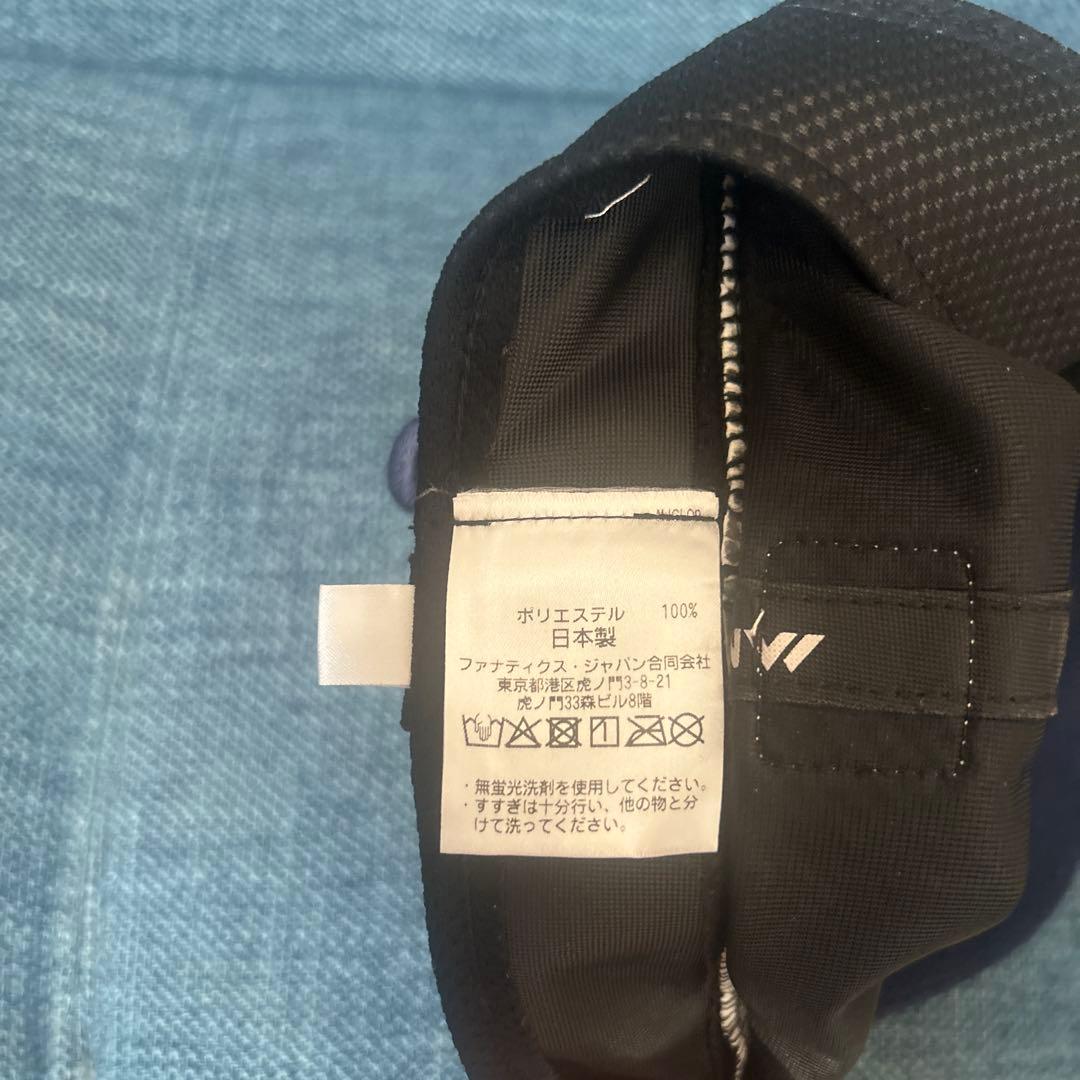 ポリエステル 100%
日本製
ファナティクス・ジャパン合同会社
東京都港区虎ノ門3-8-21
虎ノ門33森ビル8階
・無蛍光洗剤を使用してください。
・すすぎは十分行い、他の物と分
けて洗ってください。